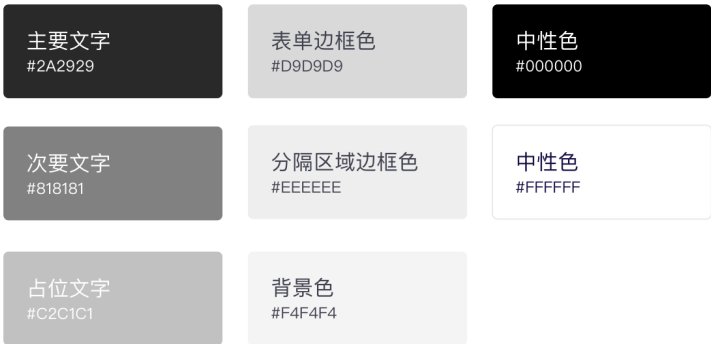 主要文字
#2A2929
表单边框色
#D9D9D9
中性色
#000000
次要文字
#818181
分隔区域边框色
#EEEEEE
中性色
#FFFFFF
占位文字
#C2C1C1
背景色
#F4F4F4